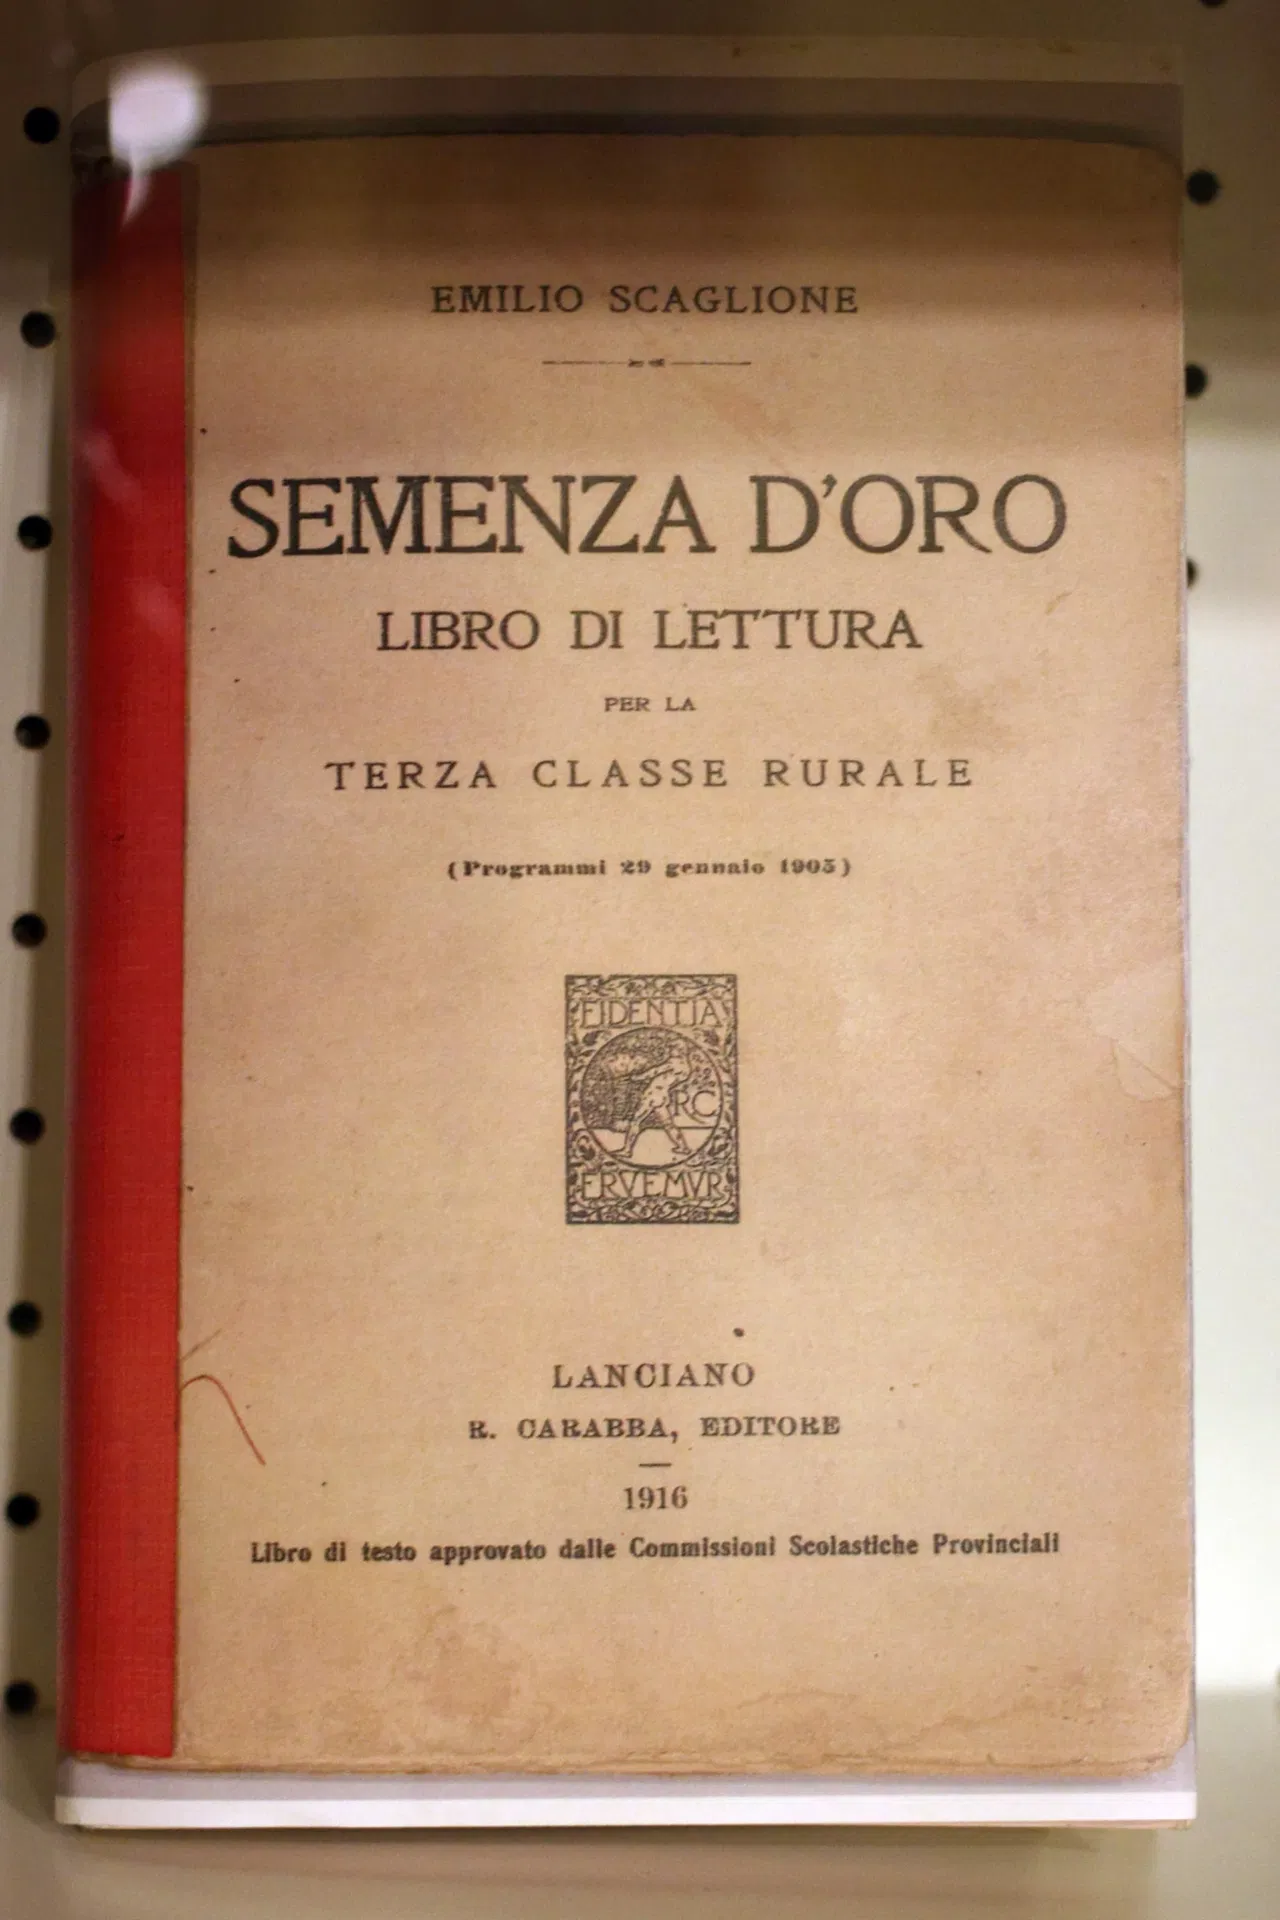 EMILIO SCAGLIONE
SEMENZA D'ORO
LIBRO DI LETTURA
PER LA
TERZA CLASSE RURALE
(Programmi 29 gennaio 1905)
FIDENTIA
RC
ERVEMVR
LANCIANO
R. CARABBA, EDITORE
1916
Libro di testo approvato dalle Commissioni Scolastiche Provinciali